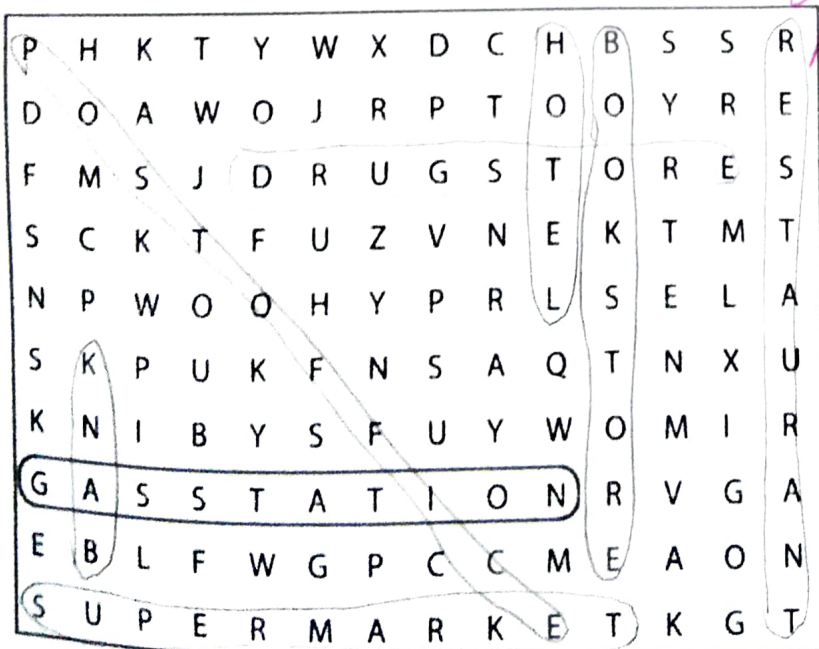 P H K T Y W X D C H B S S R
D O A W O J R P T O O Y R E
F M S J D R U G S T O R E S
S C K T F U Z V N E K T M T
N P W O O H Y P R L S E L A
S K P U K F N S A Q T N X U
K N I B Y S F U Y W O M I R
G A S S T A T I O N R V G A
E B L F W G P C C M E A O N
S U P E R M A R K E T K G T